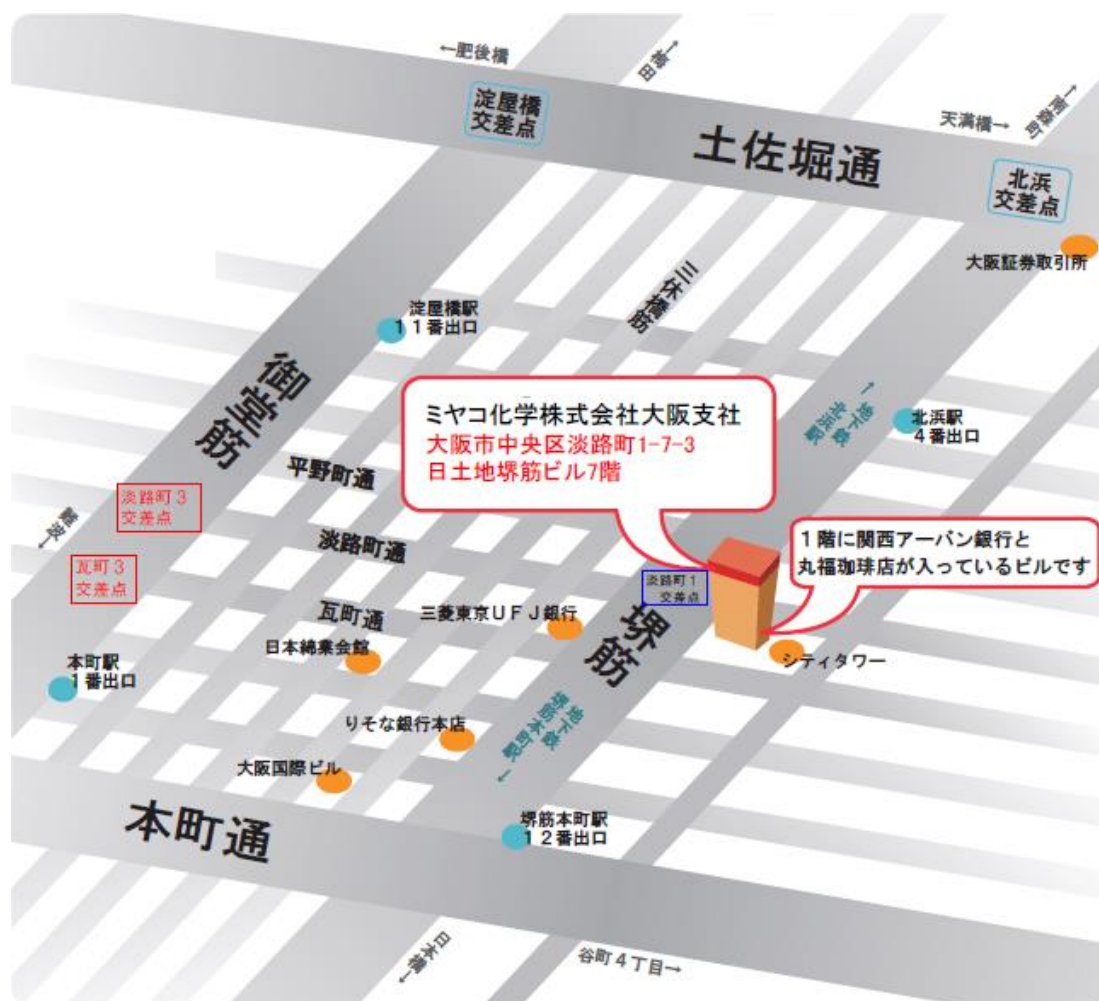 ←肥後橋
↑梅田
淀屋橋
交差点
土佐堀通
天満橋→
↑南森町
北浜
交差点
大阪証券取引所
三休橋筋
淀屋橋駅
11番出口
御堂筋
↑地下鉄
北浜駅
北浜駅
4番出口
ミヤコ化学株式会社大阪支社
大阪市中央区淡路町1-7-3
日土地堺筋ビル7階
平野町通
淡路町3
交差点
難波↓
淡路町通
1階に関西アーバン銀行と
丸福珈琲店が入っているビルです
瓦町3
交差点
淡路町1
交差点
瓦町通
三菱東京UFJ銀行
堺筋
日本綿業会館
シティタワー
本町駅
1番出口
りそな銀行本店
地下鉄
堺筋本町駅↓
大阪国際ビル
本町通
堺筋本町駅
12番出口
日本橋↓
谷町4丁目→